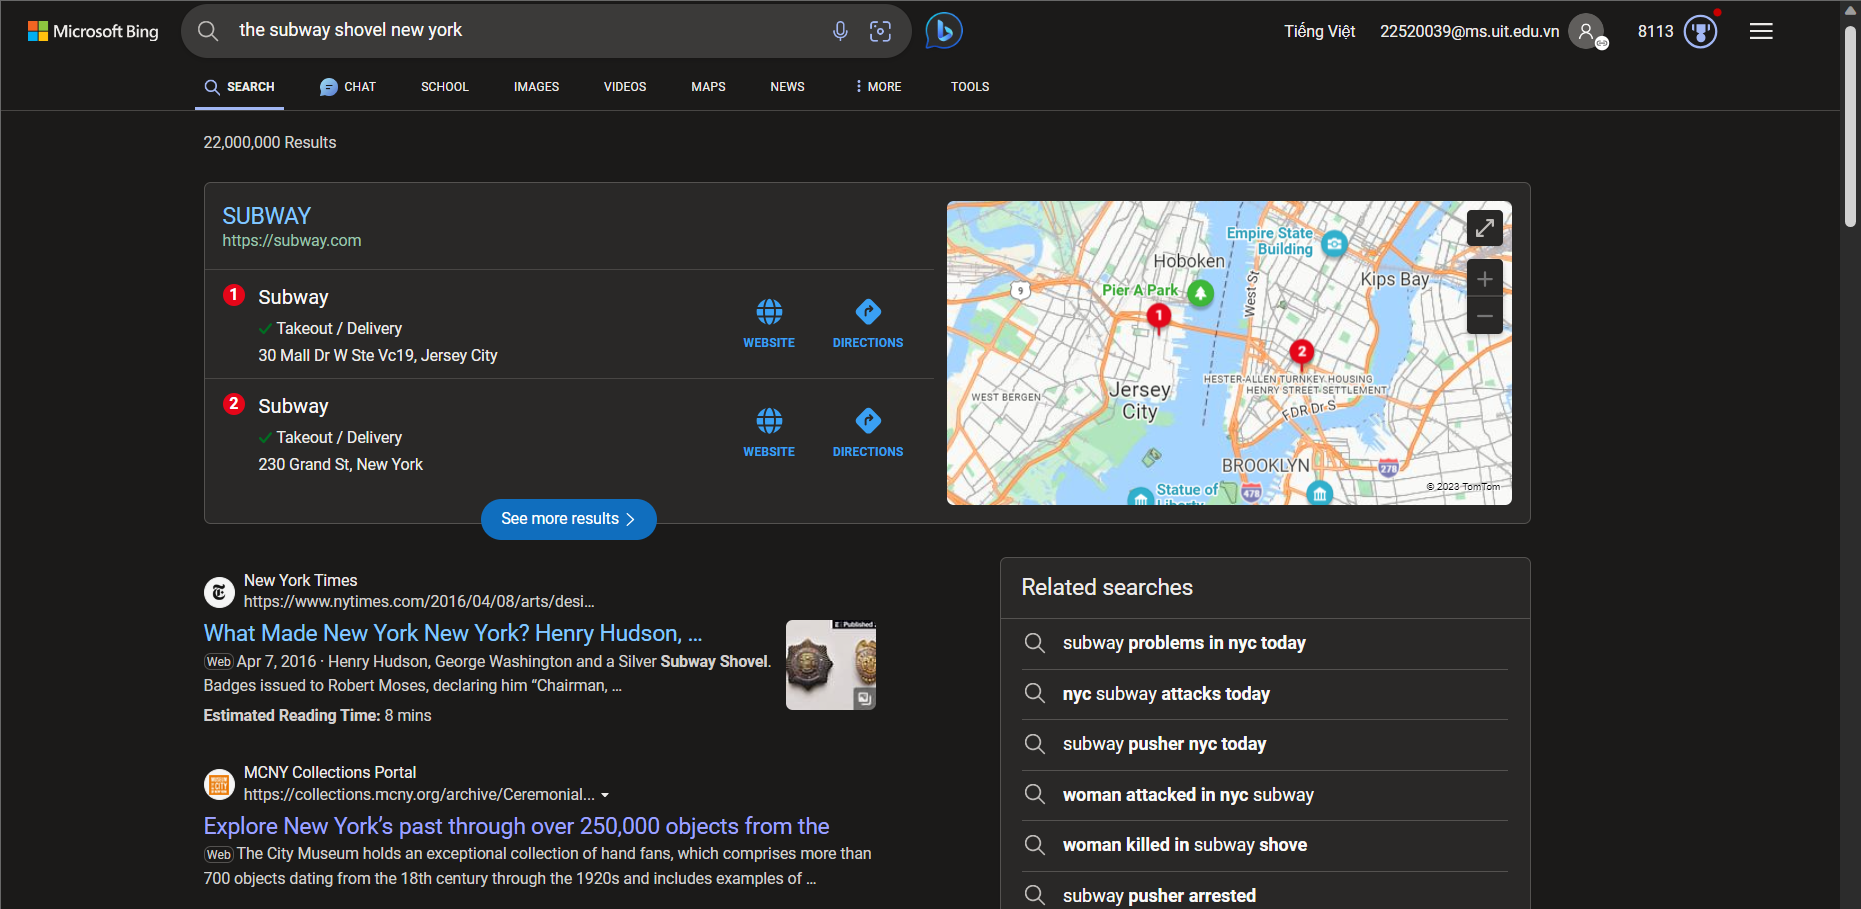 Microsoft Bing
the subway shovel new york
Tiếng Việt
22520039@ms.uit.edu.vn
8113
SEARCH
CHAT
SCHOOL
IMAGES
VIDEOS
MAPS
NEWS
MORE
TOOLS
22,000,000 Results
SUBWAY
https://subway.com
1 Subway
Takeout / Delivery
30 Mall Dr W Ste Vc19, Jersey City
WEBSITE
DIRECTIONS
2 Subway
Takeout / Delivery
230 Grand St, New York
WEBSITE
DIRECTIONS
See more results
Empire State
Building
Hoboken
Kips Bay
Pier A Park
West St
9
1
2
HESTER-ALLEN TURNKEY HOUSING
HENRY STREET SETTLEMENT
WEST BERGEN
Jersey
City
FDR Dr S
BROOKLYN
278
478
Statue of
Liberty
© 2023 TomTom
New York Times
https://www.nytimes.com/2016/04/08/arts/desi...
What Made New York New York? Henry Hudson, ...
Web Apr 7, 2016 · Henry Hudson, George Washington and a Silver Subway Shovel.
Badges issued to Robert Moses, declaring him “Chairman, ...
Estimated Reading Time: 8 mins
Published
MCNY Collections Portal
https://collections.mcny.org/archive/Ceremonial...
Explore New York’s past through over 250,000 objects from the
Web The City Museum holds an exceptional collection of hand fans, which comprises more than
700 objects dating from the 18th century through the 1920s and includes examples of ...
Related searches
subway problems in nyc today
nyc subway attacks today
subway pusher nyc today
woman attacked in nyc subway
woman killed in subway shove
subway pusher arrested